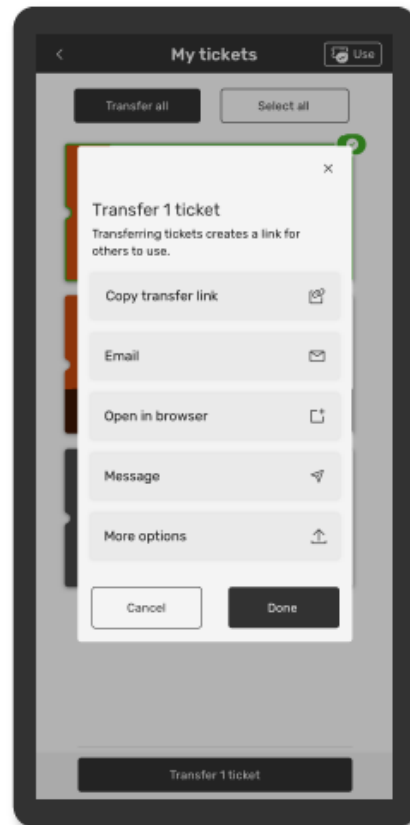 My tickets
Use
Transfer all
Select all
Transfer 1 ticket
Transferring tickets creates a link for
others to use.
Copy transfer link
Email
Open in browser
Message
More options
Cancel
Done
Transfer 1 ticket